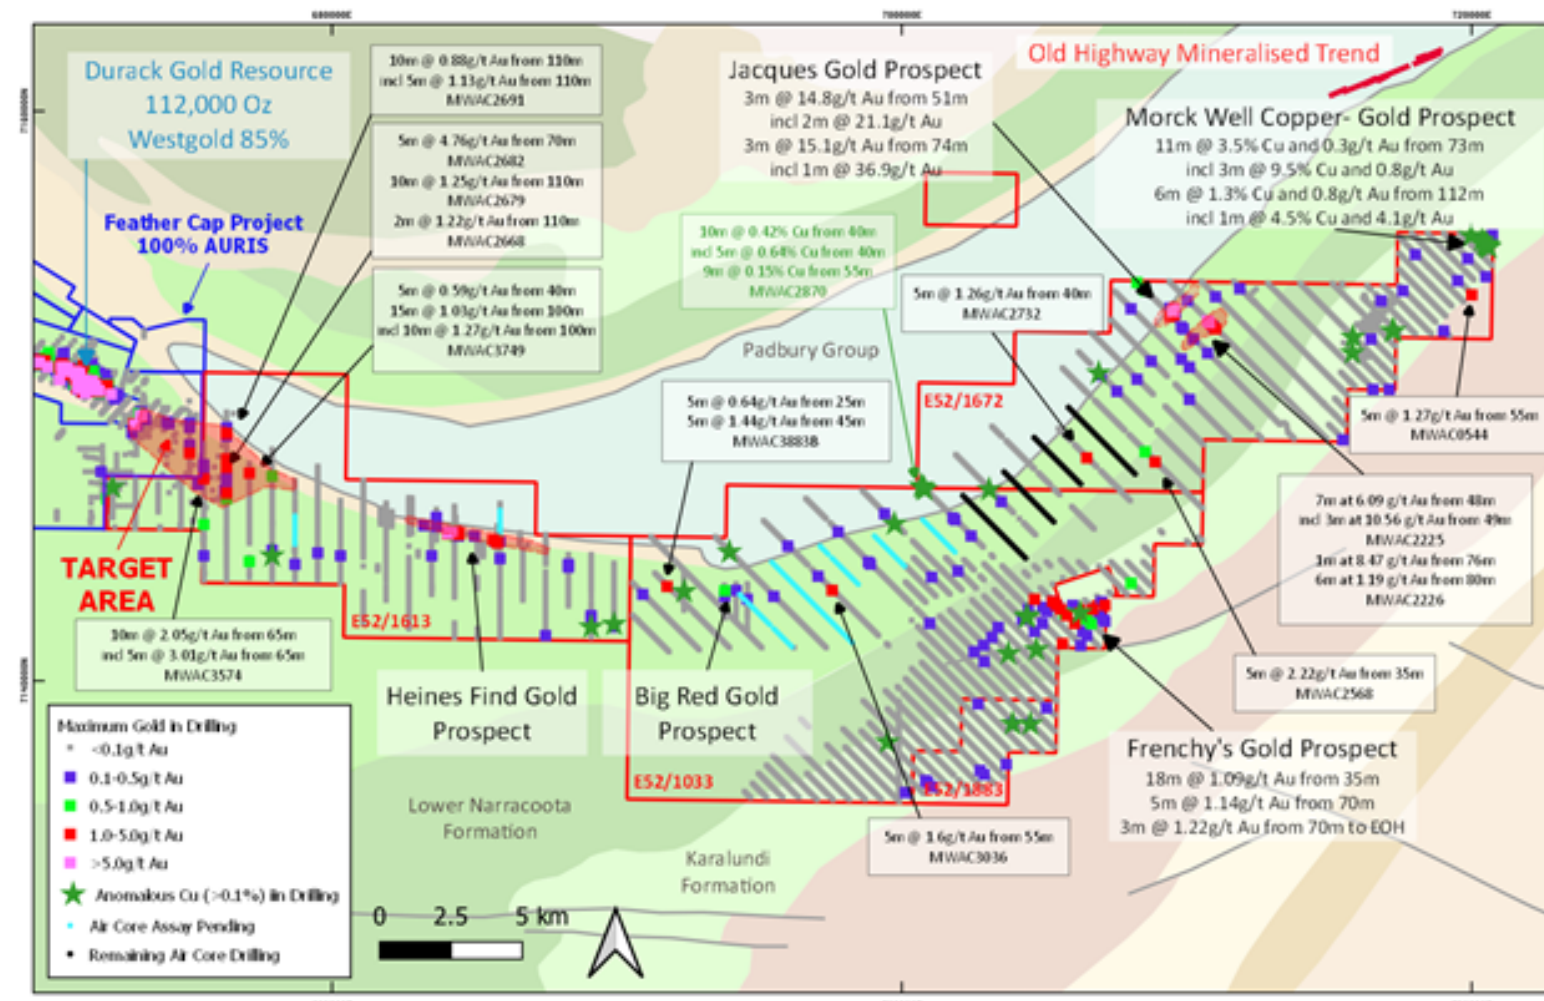 680000E
700000E
720000E
7160000N
7140000N
Durack Gold Resource
112,000 Oz
Westgold 85%
Feather Cap Project
100% AURIS
10m @ 0.88g/t Au from 110m
incl 5m @ 1.13g/t Au from 110m
MWAC2691
5m @ 4.76g/t Au from 70m
MWAC2682
10m @ 1.25g/t Au from 110m
MWAC2679
2m @ 1.22g/t Au from 110m
MWAC2668
5m @ 0.59g/t Au from 40m
15m @ 1.03g/t Au from 100m
incl 10m @ 1.27g/t Au from 100m
MWAC3749
Jacques Gold Prospect
3m @ 14.8g/t Au from 51m
incl 2m @ 21.1g/t Au
3m @ 15.1g/t Au from 74m
incl 1m @ 36.9g/t Au
Old Highway Mineralised Trend
Morck Well Copper- Gold Prospect
11m @ 3.5% Cu and 0.3g/t Au from 73m
incl 3m @ 9.5% Cu and 0.8g/t Au
6m @ 1.3% Cu and 0.8g/t Au from 112m
incl 1m @ 4.5% Cu and 4.1g/t Au
10m @ 0.42% Cu from 40m
incl 5m @ 0.64% Cu from 40m
9m @ 0.15% Cu from 55m
MWAC2870
5m @ 1.26g/t Au from 40m
MWAC2732
Padbury Group
E52/1672
5m @ 0.64g/t Au from 25m
5m @ 1.44g/t Au from 45m
MWAC3883B
5m @ 1.27g/t Au from 55m
MWAC0544
7m at 6.09 g/t Au from 48m
incl 3m at 10.56 g/t Au from 49m
MWAC2225
1m at 8.47 g/t Au from 76m
6m at 1.19 g/t Au from 80m
MWAC2226
TARGET
AREA
10m @ 2.05g/t Au from 65m
incl 5m @ 3.01g/t Au from 65m
MWAC3574
E52/1613
Heines Find Gold
Prospect
Big Red Gold
Prospect
5m @ 2.22g/t Au from 35m
MWAC2568
Frenchy's Gold Prospect
18m @ 1.09g/t Au from 35m
5m @ 1.14g/t Au from 70m
3m @ 1.22g/t Au from 70m to EOH
E52/1033
E52/1883
5m @ 1.6g/t Au from 55m
MWAC3036
Lower Narracoota
Formation
Karalundi
Formation
Maximum Gold in Drilling
<0.1g/t Au
0.1-0.5g/t Au
0.5-1.0g/t Au
1.0-5.0g/t Au
>5.0g/t Au
Anomalous Cu (>0.1%) in Drilling
Air Core Assay Pending
Remaining Air Core Drilling
0 2.5 5 km